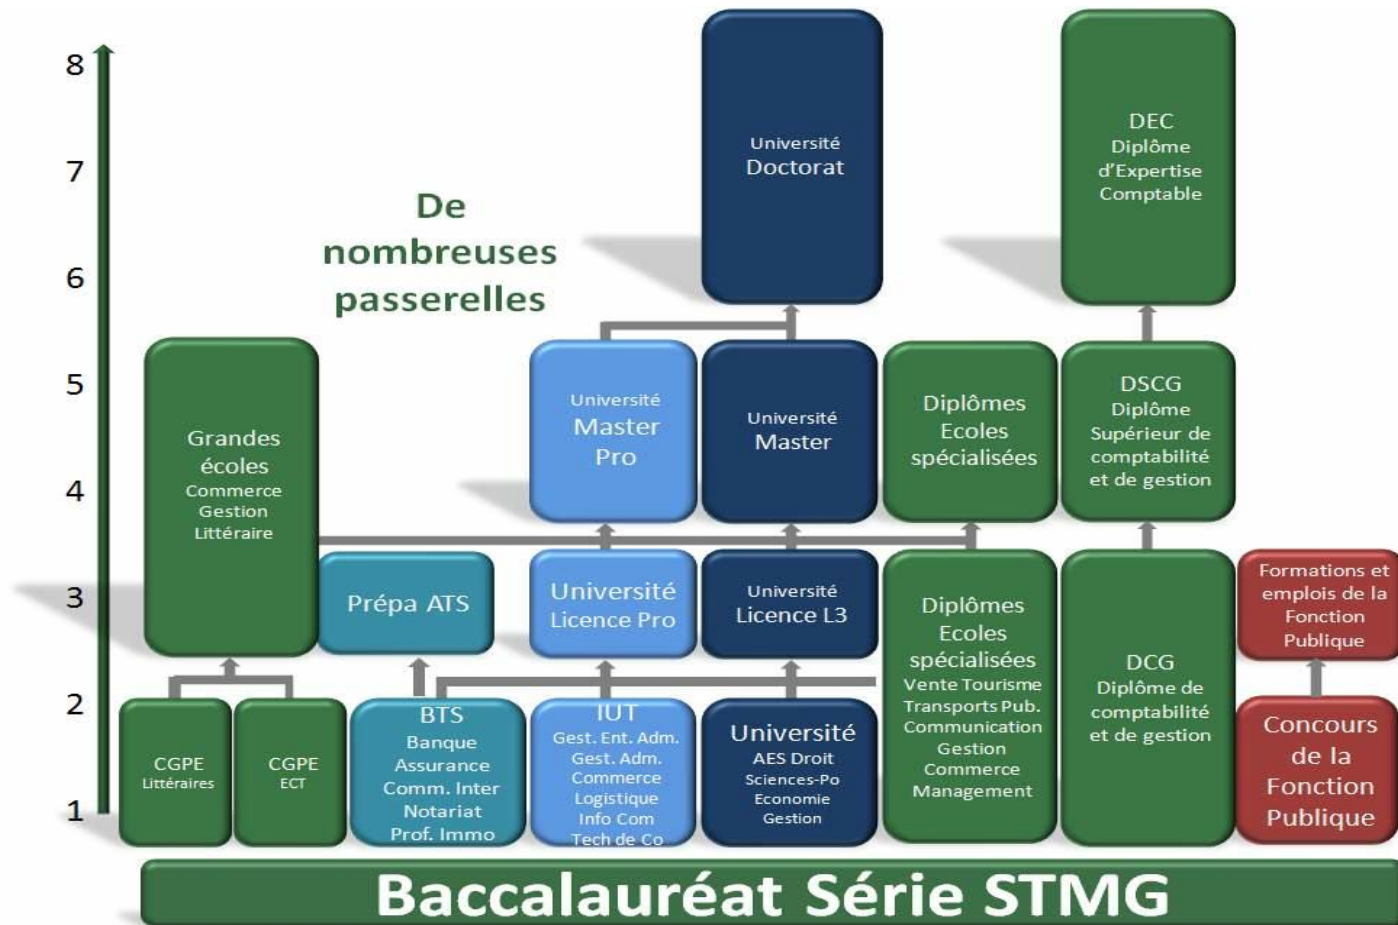 8
7
6
5
4
3
2
1
De
nombreuses
passerelles
Université
Doctorat
DEC
Diplôme
d'Expertise
Comptable
Grandes
écoles
Commerce
Gestion
Littéraire
Université
Master
Pro
Université
Master
Diplômes
Ecoles
spécialisées
DSCG
Diplôme
Supérieur de
comptabilité
et de gestion
Prépa ATS
Université
Licence Pro
Université
Licence L3
Diplômes
Ecoles
spécialisées
Vente Tourisme
Transports Pub.
Communication
Gestion
Commerce
Management
DCG
Diplôme de
comptabilité
et de gestion
Formations et
emplois de la
Fonction
Publique
CGPE
Littéraires
CGPE
ECT
BTS
Banque
Assurance
Comm. Inter
Notariat
Prof. Immo
IUT
Gest. Ent. Adm.
Gest. Adm.
Commerce
Logistique
Info Com
Tech de Co
Université
AES Droit
Sciences-Po
Economie
Gestion
Concours
de la
Fonction
Publique
Baccalauréat Série STMG